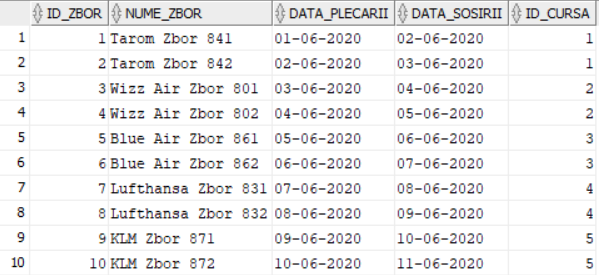 ID_ZBOR NUME_ZBOR DATA_PLECARII DATA_SOSIRII ID_CURSA
1 1 Tarom Zbor 841 01-06-2020 02-06-2020 1
2 2 Tarom Zbor 842 02-06-2020 03-06-2020 1
3 3 Wizz Air Zbor 801 03-06-2020 04-06-2020 2
4 4 Wizz Air Zbor 802 04-06-2020 05-06-2020 2
5 5 Blue Air Zbor 861 05-06-2020 06-06-2020 3
6 6 Blue Air Zbor 862 06-06-2020 07-06-2020 3
7 7 Lufthansa Zbor 831 07-06-2020 08-06-2020 4
8 8 Lufthansa Zbor 832 08-06-2020 09-06-2020 4
9 9 KLM Zbor 871 09-06-2020 10-06-2020 5
10 10 KLM Zbor 872 10-06-2020 11-06-2020 5